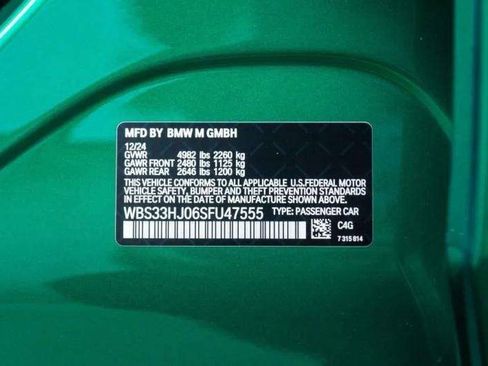 MFD BY BMW M GMBH
12/24
GVWR 4982 lbs 2260 kg
GAWR FRONT 2480 lbs 1125 kg
GAWR REAR 2646 lbs 1200 kg
THIS VEHICLE CONFORMS TO ALL APPLICABLE U.S.FEDERAL MOTOR
VEHICLE SAFETY, BUMPER, AND THEFT PREVENTION STANDARDS
IN EFFECT ON THE DATE OF MANUFACTURE SHOWN ABOVE.
WBS33HJ06SFU47555 TYPE: PASSENGER CAR
C4G
7 315 814